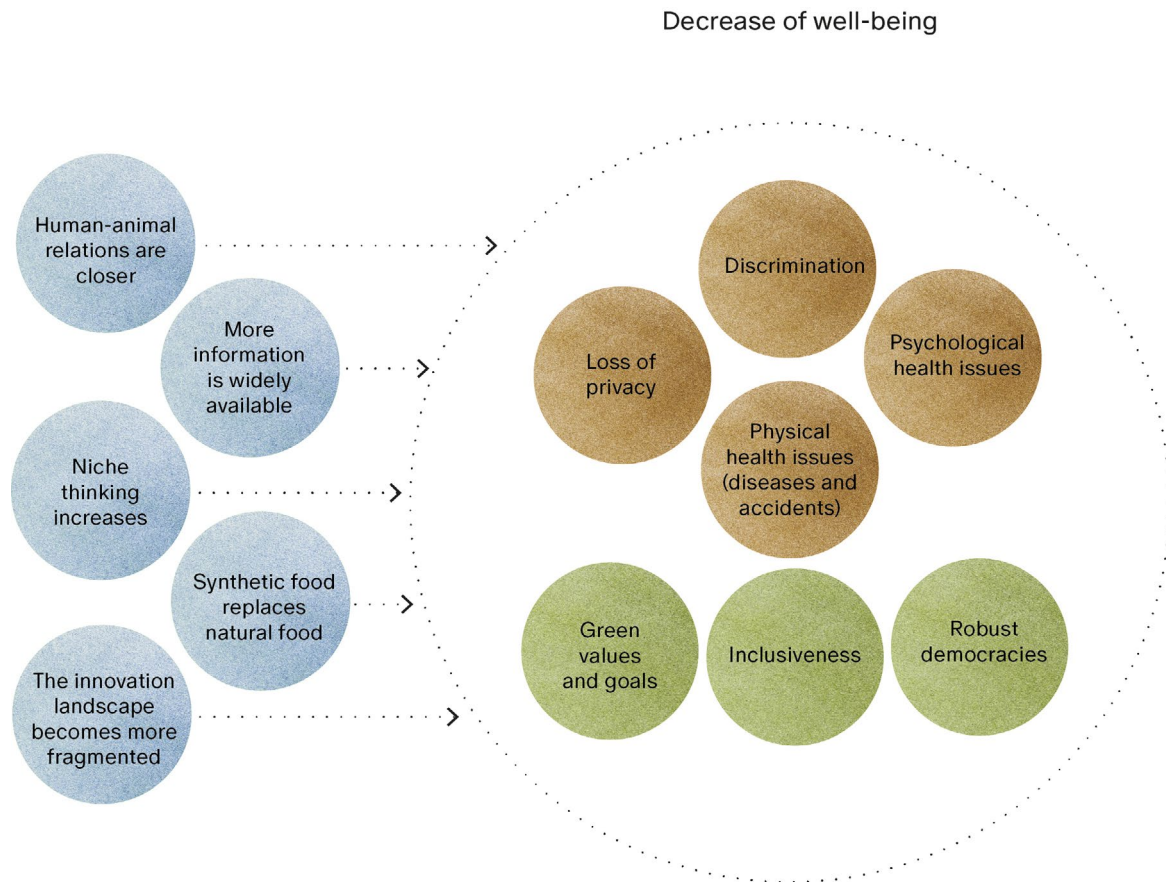 Decrease of well-being
Human-animal
relations are
closer
More
information
is widely
available
Niche
thinking
increases
Synthetic food
replaces
natural food
The innovation
landscape
becomes more
fragmented
Discrimination
Loss of
privacy
Psychological
health issues
Physical
health issues
(diseases and
accidents)
Green
values
and goals
Inclusiveness
Robust
democracies